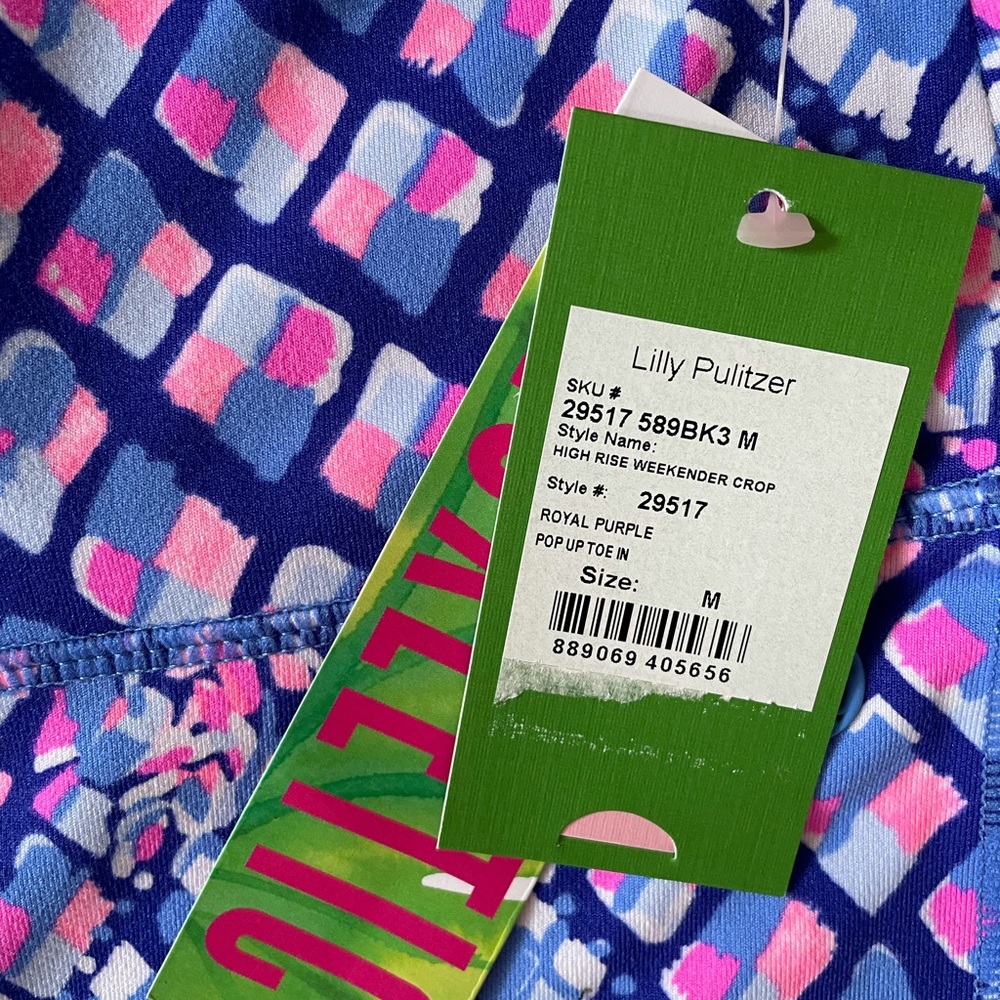 Lilly Pulitzer
SKU #
29517 589BK3 M
Style Name:
HIGH RISE WEEKENDER CROP
Style #: 29517
ROYAL PURPLE
POP UP TOE IN
Size: M
889069 405656